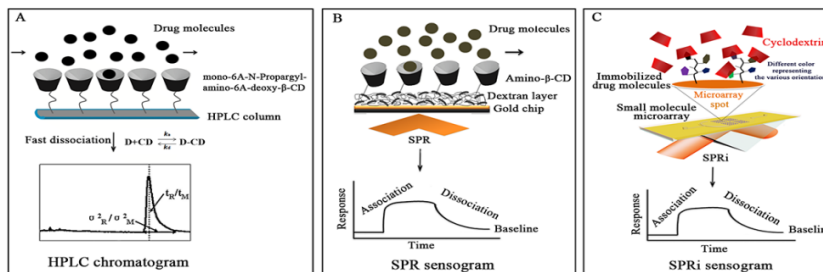 A
Drug molecules
mono-6A-N-Propargyl-
amino-6A-deoxy-β-CD
HPLC column
Fast dissociation
D+CD
D-CD
tR/tM
σ²R/σ²M
HPLC chromatogram
B
Drug molecules
Amino-β-CD
Dextran layer
Gold chip
SPR
Response
Association
Dissociation
Baseline
Time
SPR sensogram
C
Cyclodextrin
Different color
representing
the various orientation
Immobilized
drug molecules
Microarray
spot
Small molecule
microarray
SPRi
Response
Association
Dissociation
Baseline
Time
SPRi sensogram